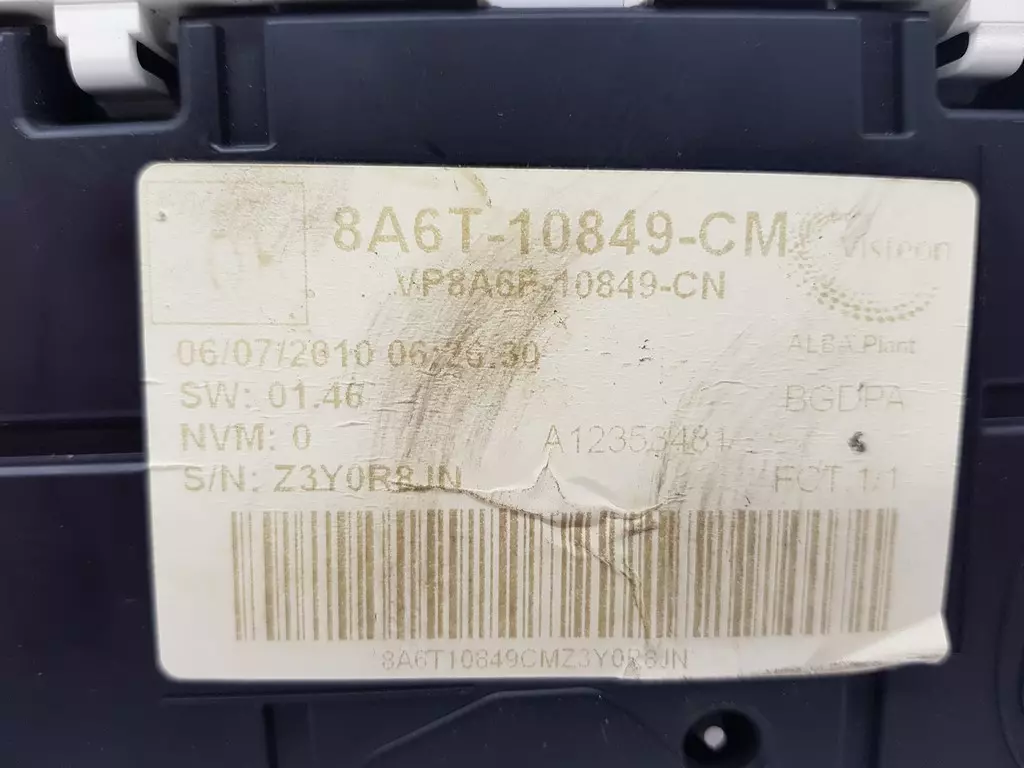 8A6T-10849-CM
Visteon
VP8A6F-10849-CN
06/07/2010 06:26:30
ALBA Plant
SW: 01.46
BGDPA
NVM: 0
A12353481
S/N: Z3Y0R8JN
FCT 1/1
8A6T10849CMZ3Y0R8JN